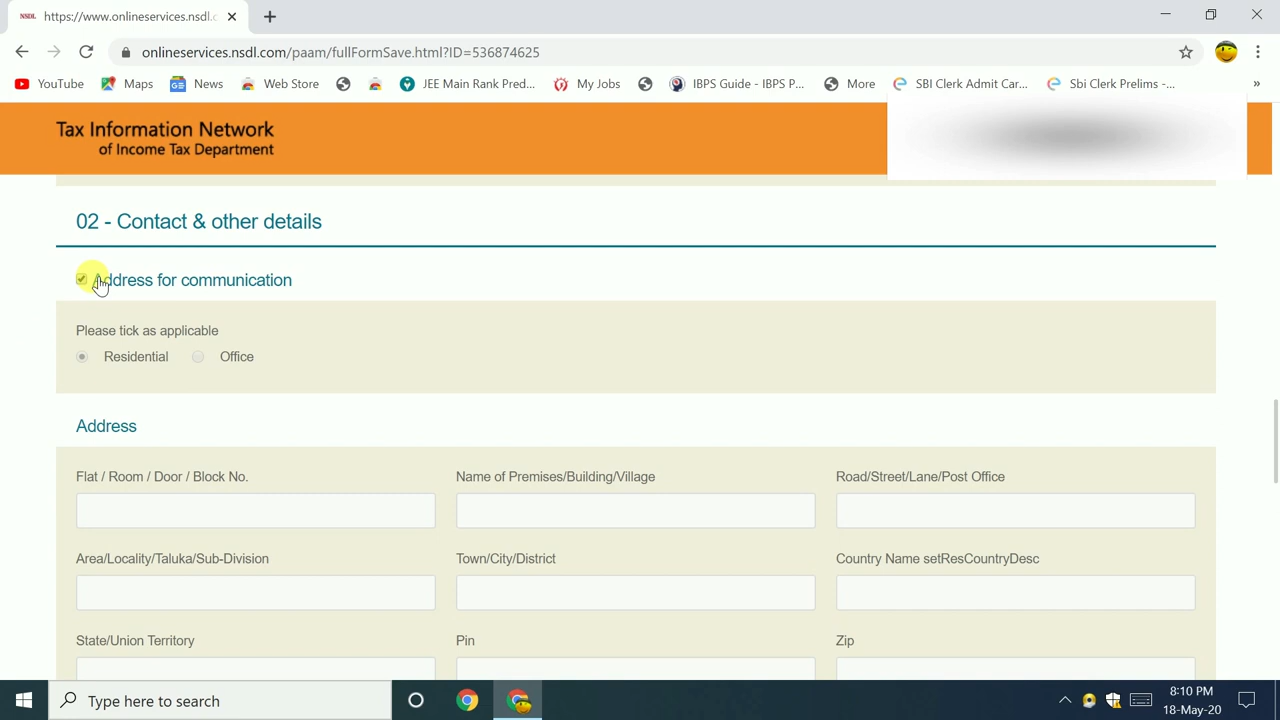 NSDL https://www.onlineservices.nsdl.c
onlineservices.nsdl.com/paam/fullFormSave.html?ID=536874625
YouTube Maps News Web Store JEE Main Rank Pred... My Jobs IBPS Guide - IBPS P... More SBI Clerk Admit Car... Sbi Clerk Prelims -... »
Tax Information Network
of Income Tax Department
02 - Contact & other details
Address for communication
Please tick as applicable
Residential Office
Address
Flat / Room / Door / Block No. Name of Premises/Building/Village Road/Street/Lane/Post Office
Area/Locality/Taluka/Sub-Division Town/City/District Country Name setResCountryDesc
State/Union Territory Pin Zip
Type here to search
8:10 PM
18-May-20